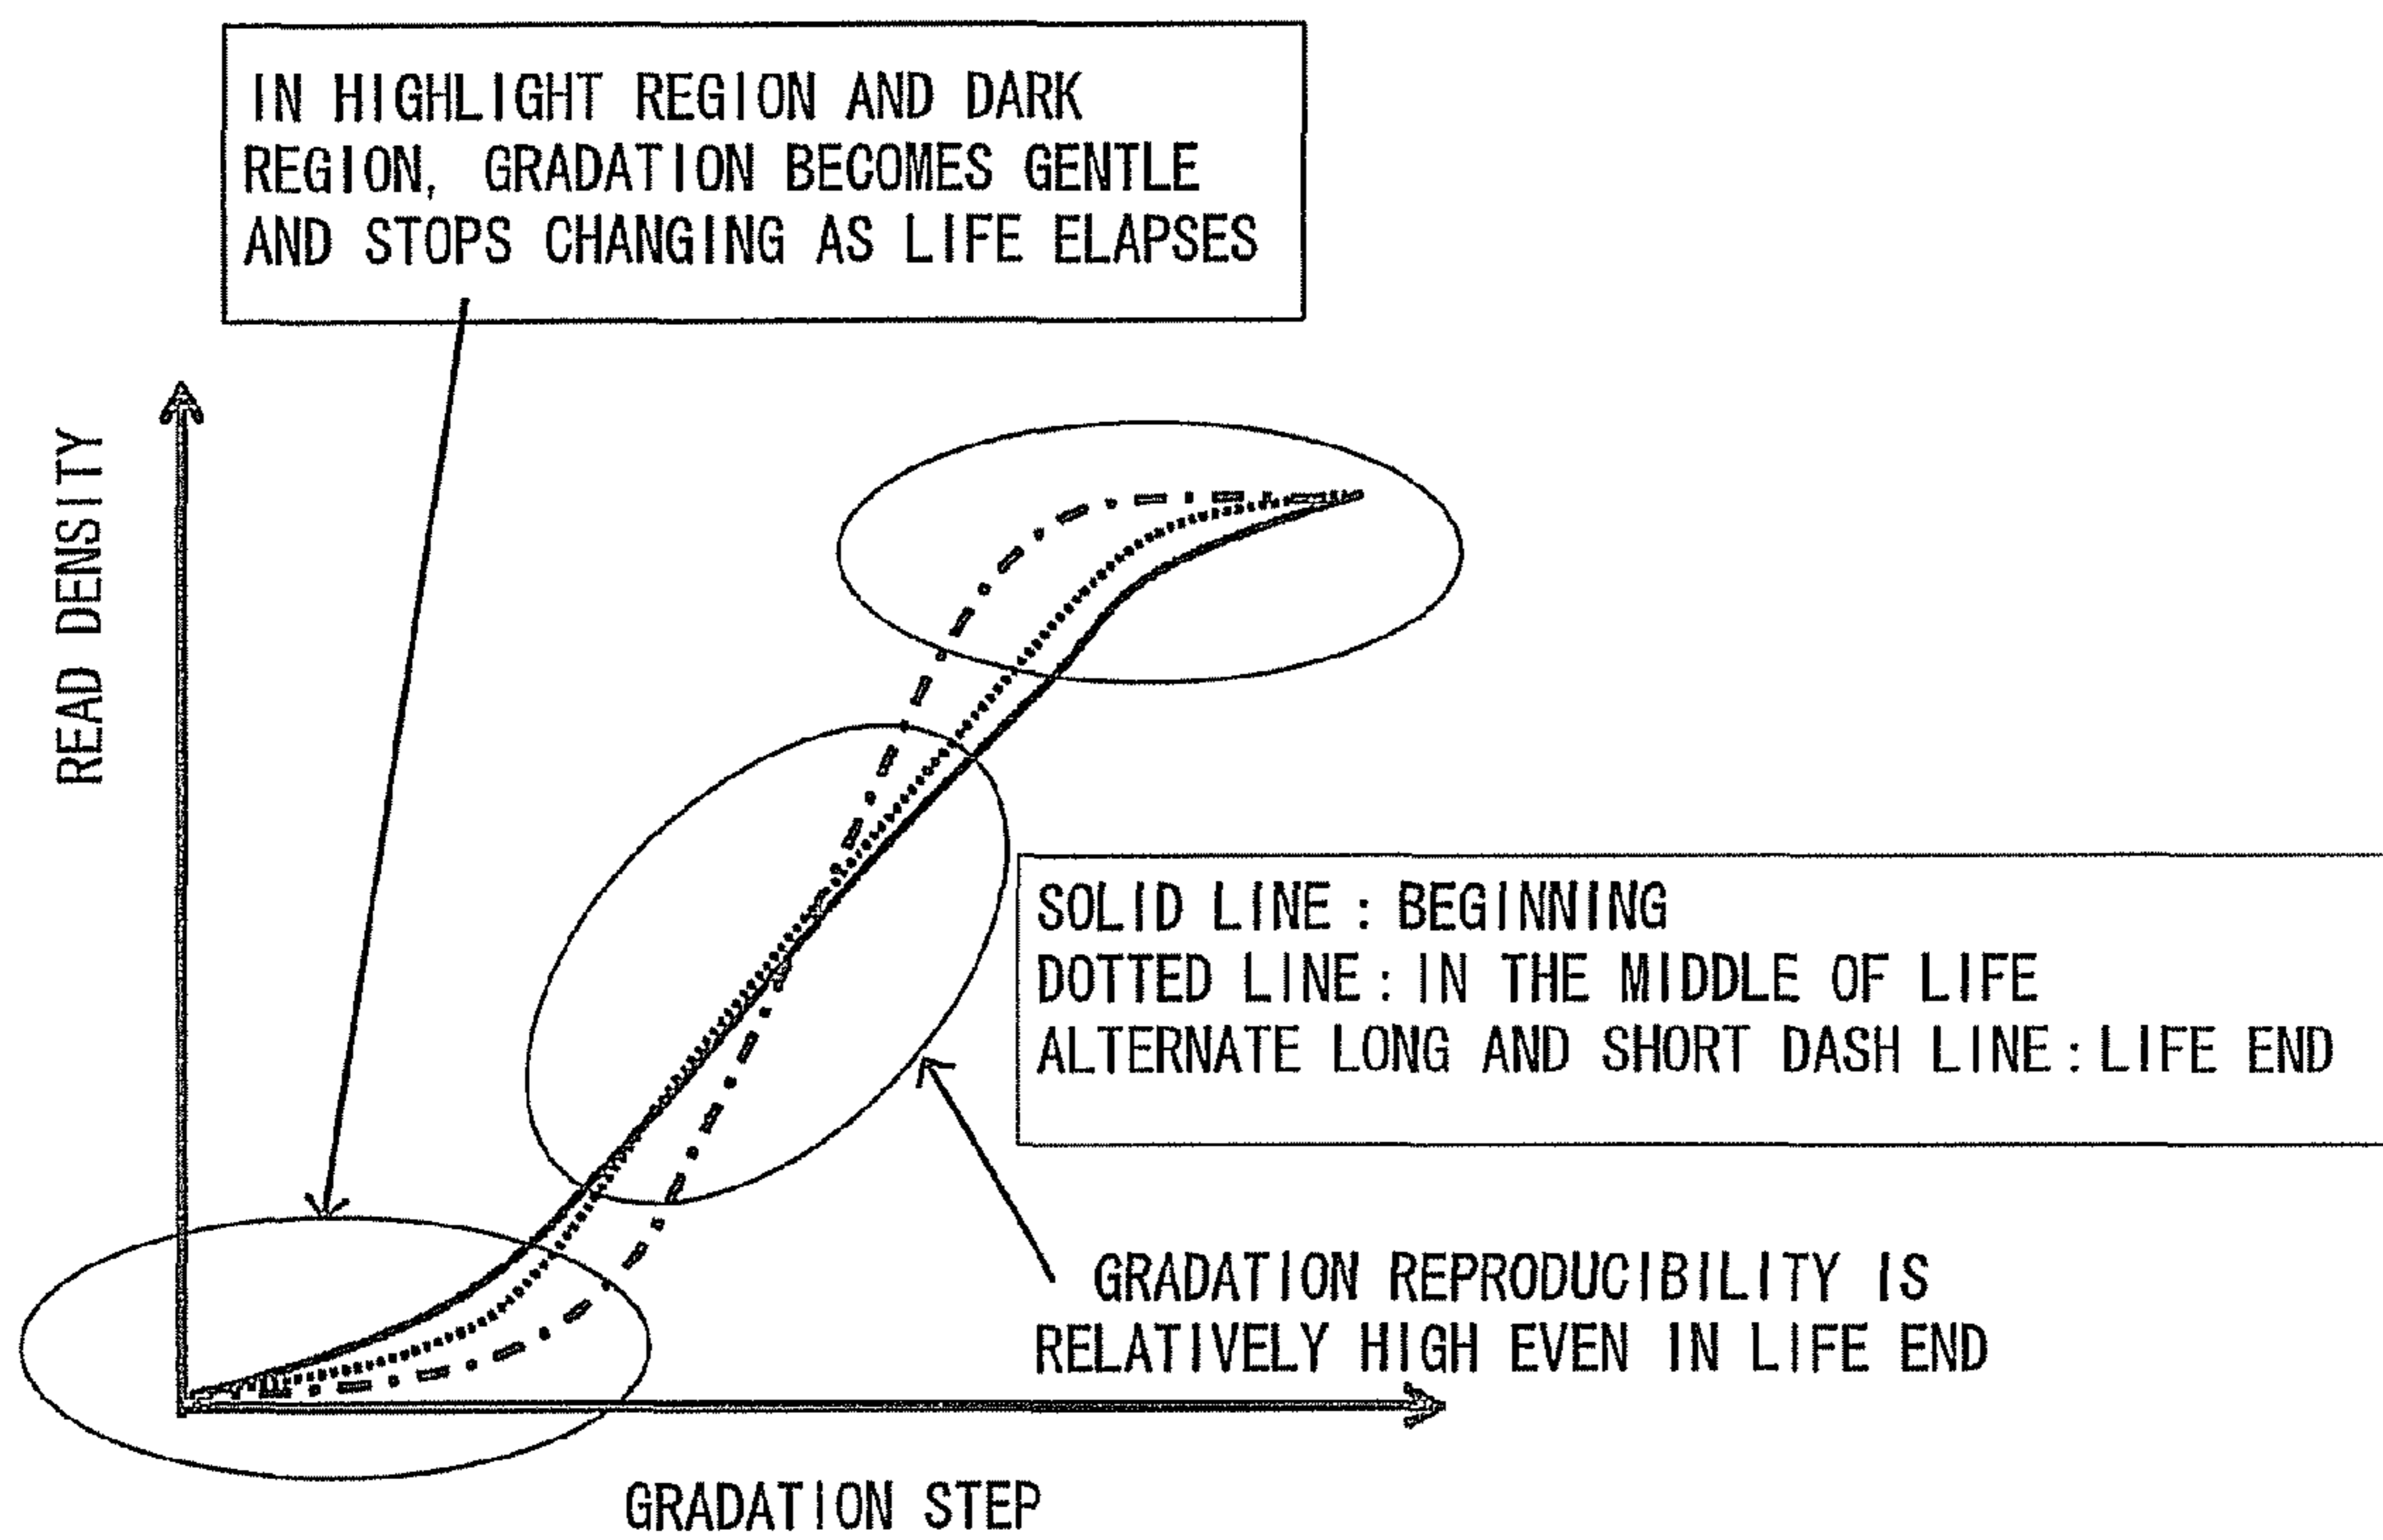 IN HIGHLIGHT REGION AND DARK
REGION, GRADATION BECOMES GENTLE
AND STOPS CHANGING AS LIFE ELAPSES
READ DENSITY
SOLID LINE : BEGINNING
DOTTED LINE : IN THE MIDDLE OF LIFE
ALTERNATE LONG AND SHORT DASH LINE : LIFE END
GRADATION REPRODUCIBILITY IS
RELATIVELY HIGH EVEN IN LIFE END
GRADATION STEP